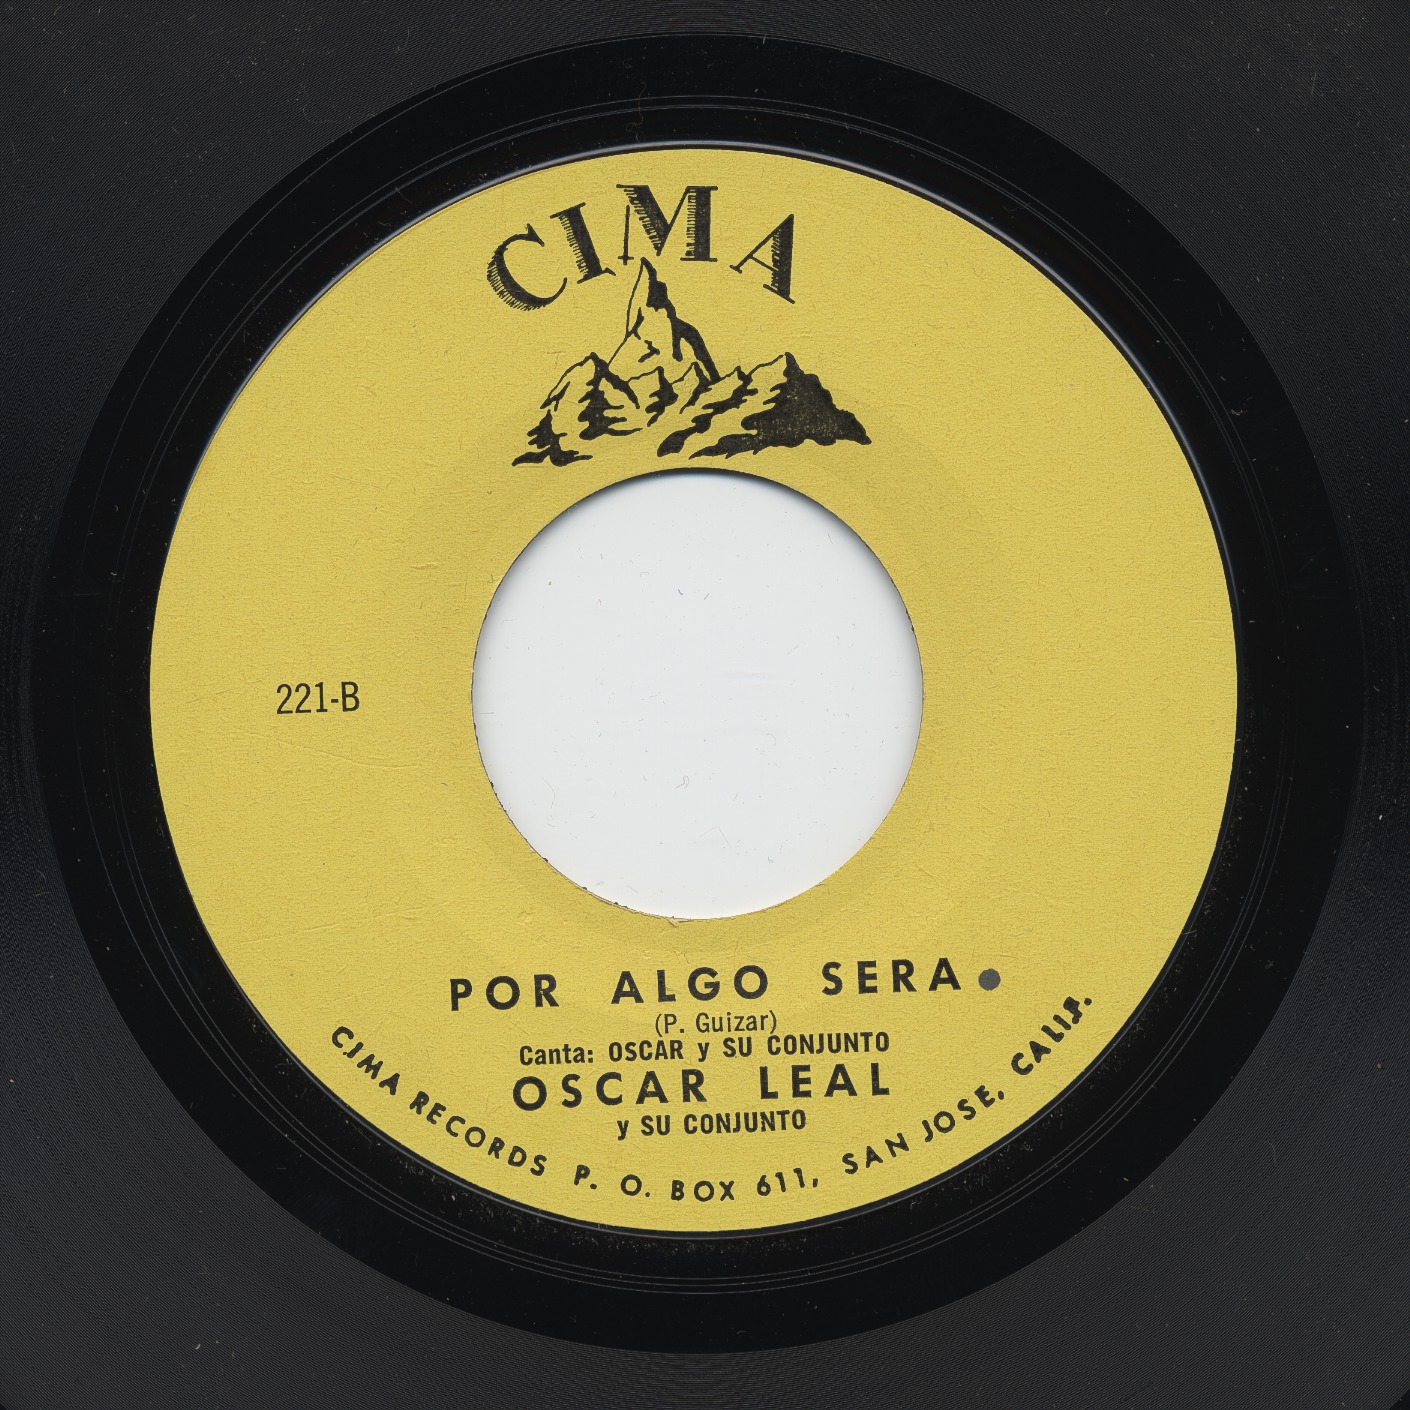 CIMA
221-B
POR ALGO SERA
(P. Guizar)
Canta: OSCAR y SU CONJUNTO
OSCAR LEAL
y SU CONJUNTO
CIMA RECORDS P. O. BOX 611, SAN JOSE, CALIF.